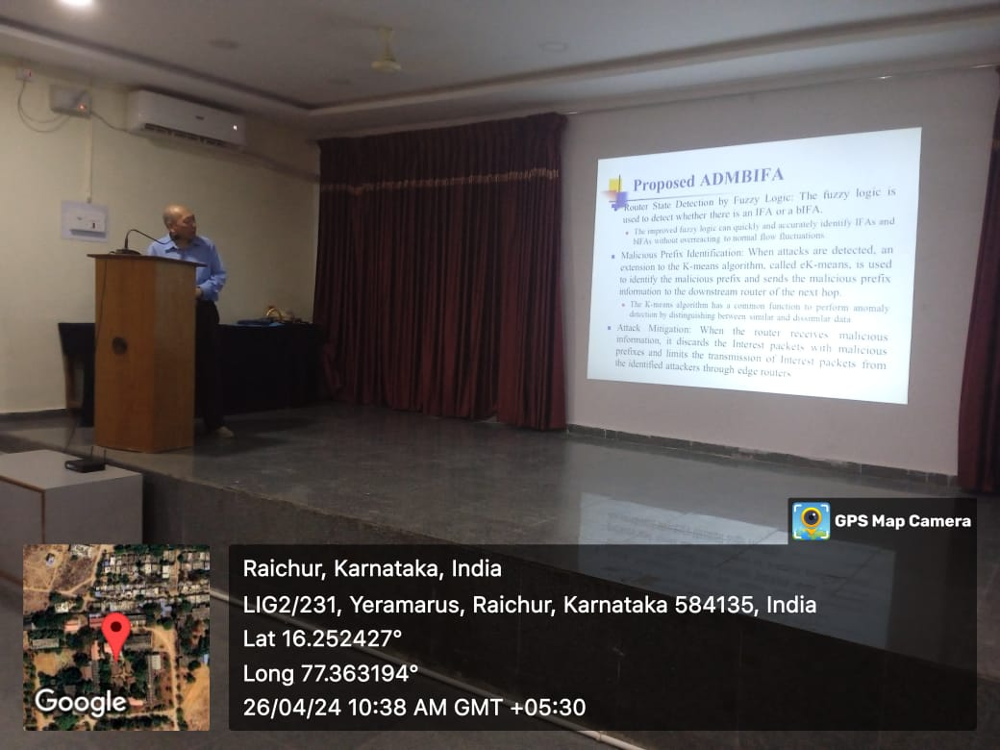 Proposed ADMBIFA
Router State Detection by Fuzzy Logic: The fuzzy logic is
used to detect whether there is an IFA or a bIFA.
The improved fuzzy logic can quickly and accurately identify IFAs and
bIFAs without overreacting to normal flow fluctuations
Malicious Prefix Identification: When attacks are detected, an
extension to the K-means algorithm, called eK-means, is used
to identify the malicious prefix and sends the malicious prefix
information to the downstream router of the next hop.
The K-means algorithm has a common function to perform anomaly
detection by distinguishing between similar and dissimilar data
Attack Mitigation: When the router receives malicious
information, it discards the Interest packets with malicious
prefixes and limits the transmission of Interest packets from
the identified attackers through edge routers
GPS Map Camera
Raichur, Karnataka, India
LIG2/231, Yeramarus, Raichur, Karnataka 584135, India
Lat 16.252427°
Long 77.363194°
26/04/24 10:38 AM GMT +05:30
Google